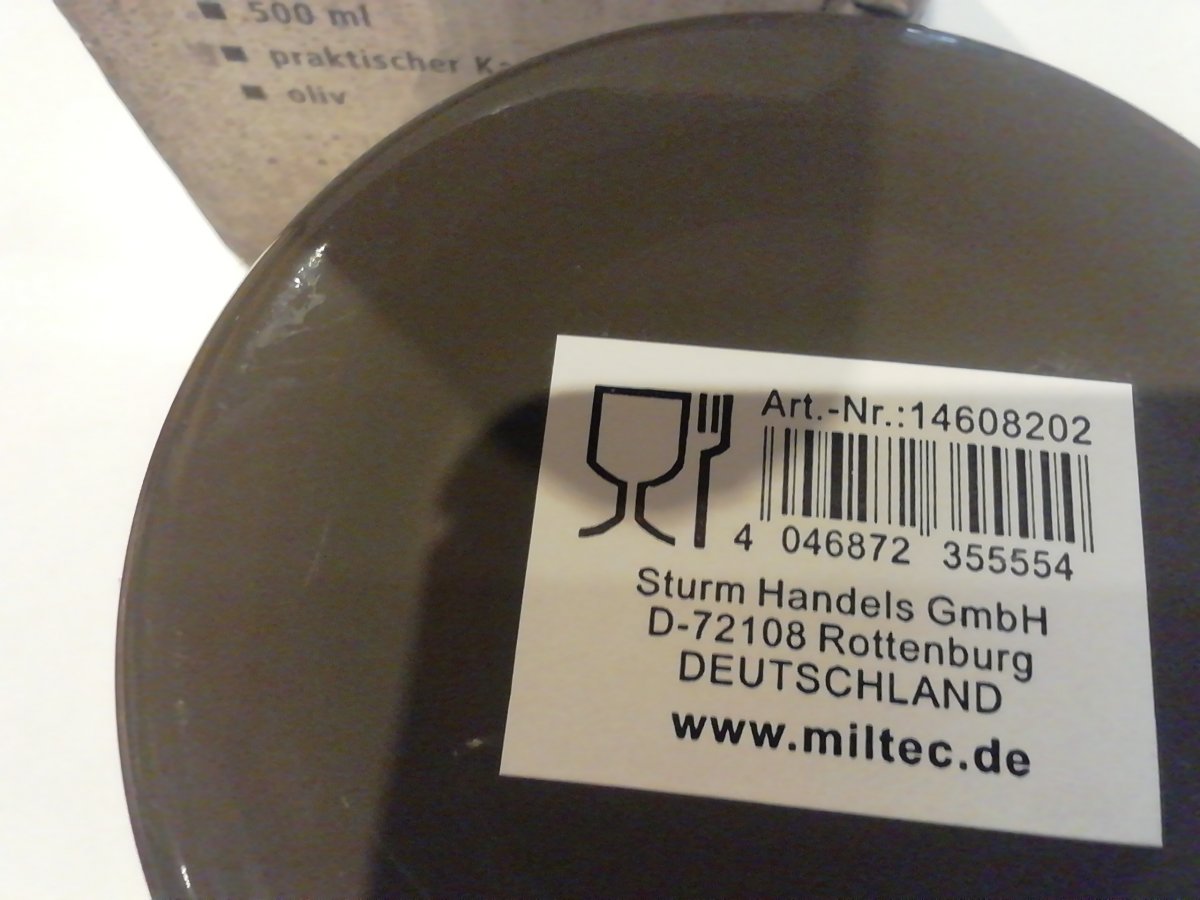 500 ml
praktischer
oliv
Art.-Nr.:14608202
4 046872 355554
Sturm Handels GmbH
D-72108 Rottenburg
DEUTSCHLAND
www.miltec.de